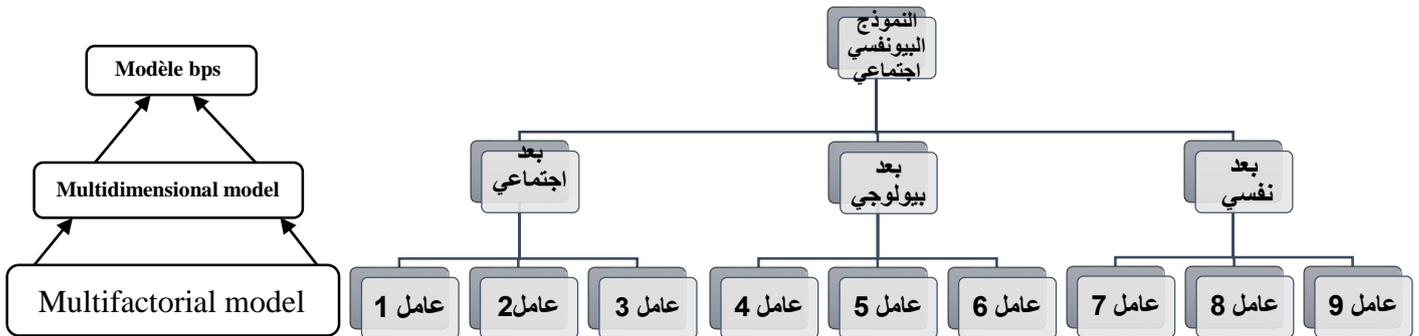 Modèle bps
Multidimensional model
Multifactorial model
النموذج
البيونفسي
اجتماعي
بعد
اجتماعي
بعد
بيولوجي
بعد
نفسي
عامل 1
عامل2
عامل 3
عامل 4
عامل 5
عامل 6
عامل 7
عامل 8
عامل 9